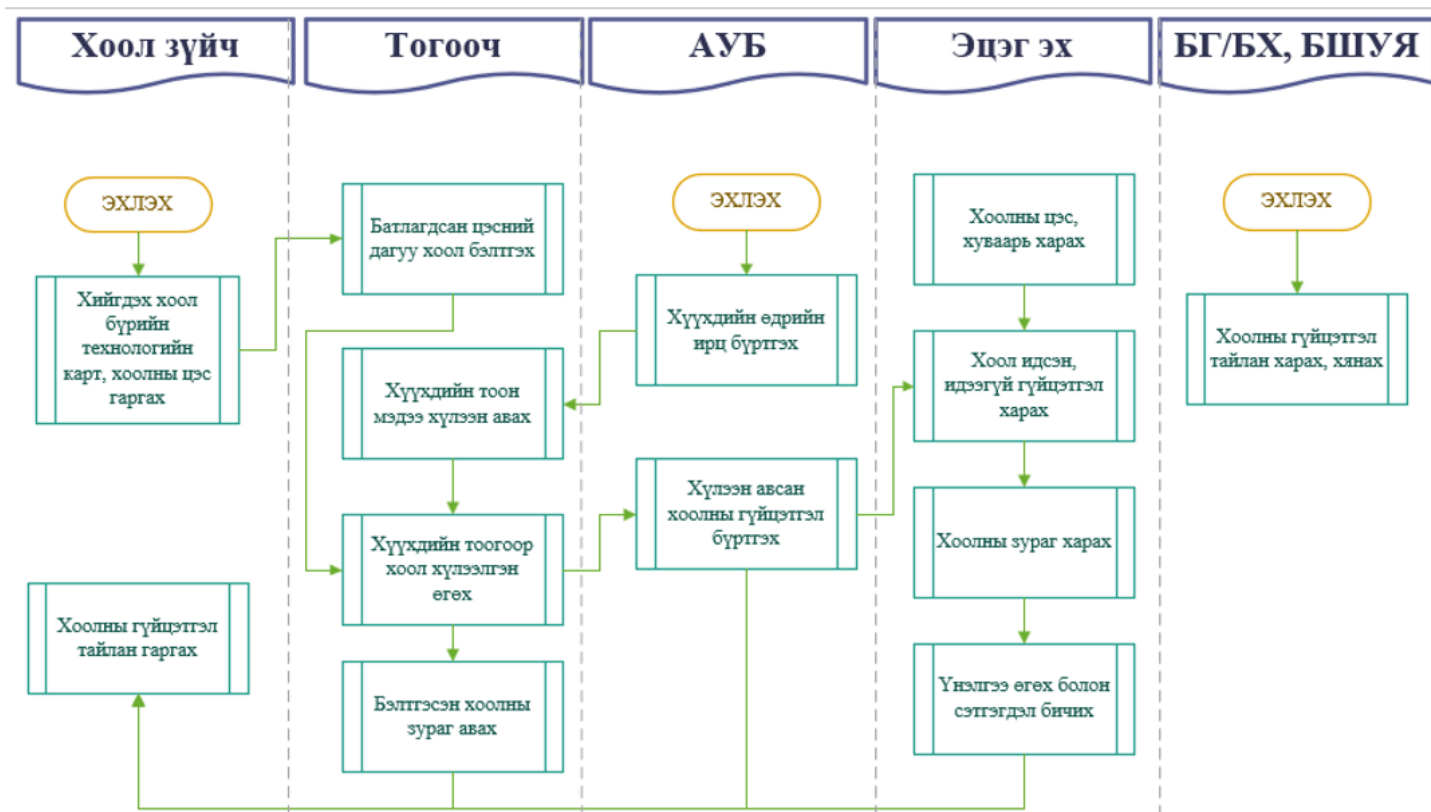 Хоол зүйч
Тогооч
АУБ
Эцэг эх
БГ/БХ, БШУЯ
ЭХЛЭХ
Хийгдэх хоол
бүрийн
технологийн
карт, хоолны цэс
гаргах
Хоолны гүйцэтгэл
тайлан гаргах
Батлагдсан цэсний
дагуу хоол бэлтгэх
Хүүхдийн тоон
мэдээ хүлээн авах
Хүүхдийн тоогоор
хоол хүлээлгэн
өгөх
Бэлтгэсэн хоолны
зураг авах
ЭХЛЭХ
Хүүхдийн өдрийн
ирц бүртгэх
Хүлээн авсан
хоолны гүйцэтгэл
бүртгэх
Хоолны цэс,
хуваарь харах
Хоол идсэн,
идээгүй гүйцэтгэл
харах
Хоолны зураг харах
Үнэлгээ өгөх болон
сэтгэгдэл бичих
ЭХЛЭХ
Хоолны гүйцэтгэл
тайлан харах, хянах